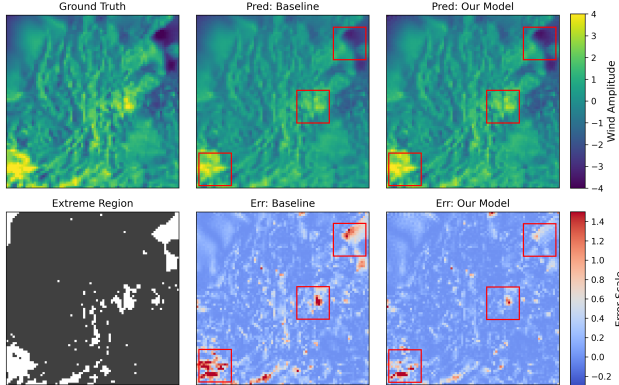 Ground Truth
Pred: Baseline
Pred: Our Model
4
3
2
1
0
−1
−2
−3
−4
Wind Amplitude
Extreme Region
Err: Baseline
Err: Our Model
1.4
1.2
1.0
0.8
0.6
0.4
0.2
0.0
−0.2
Error Scale